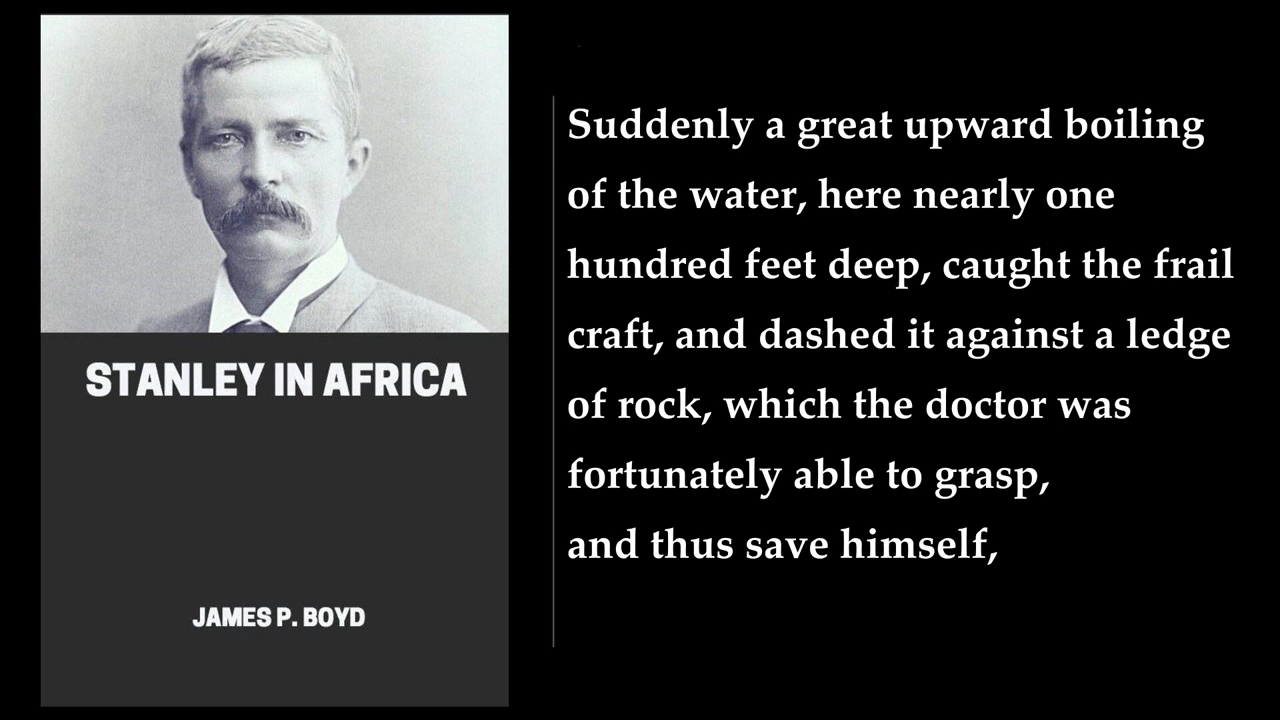 STANLEY IN AFRICA
JAMES P. BOYD
Suddenly a great upward boiling
of the water, here nearly one
hundred feet deep, caught the frail
craft, and dashed it against a ledge
of rock, which the doctor was
fortunately able to grasp,
and thus save himself,